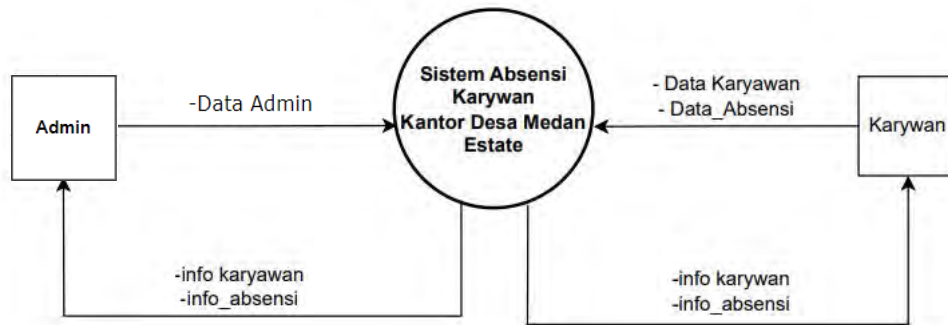 Sistem Absensi
Karywan
Kantor Desa Medan
Estate
Admin
-Data Admin
- Data Karyawan
- Data_Absensi
Karywan
-info karyawan
-info_absensi
-info karywan
-info_absensi